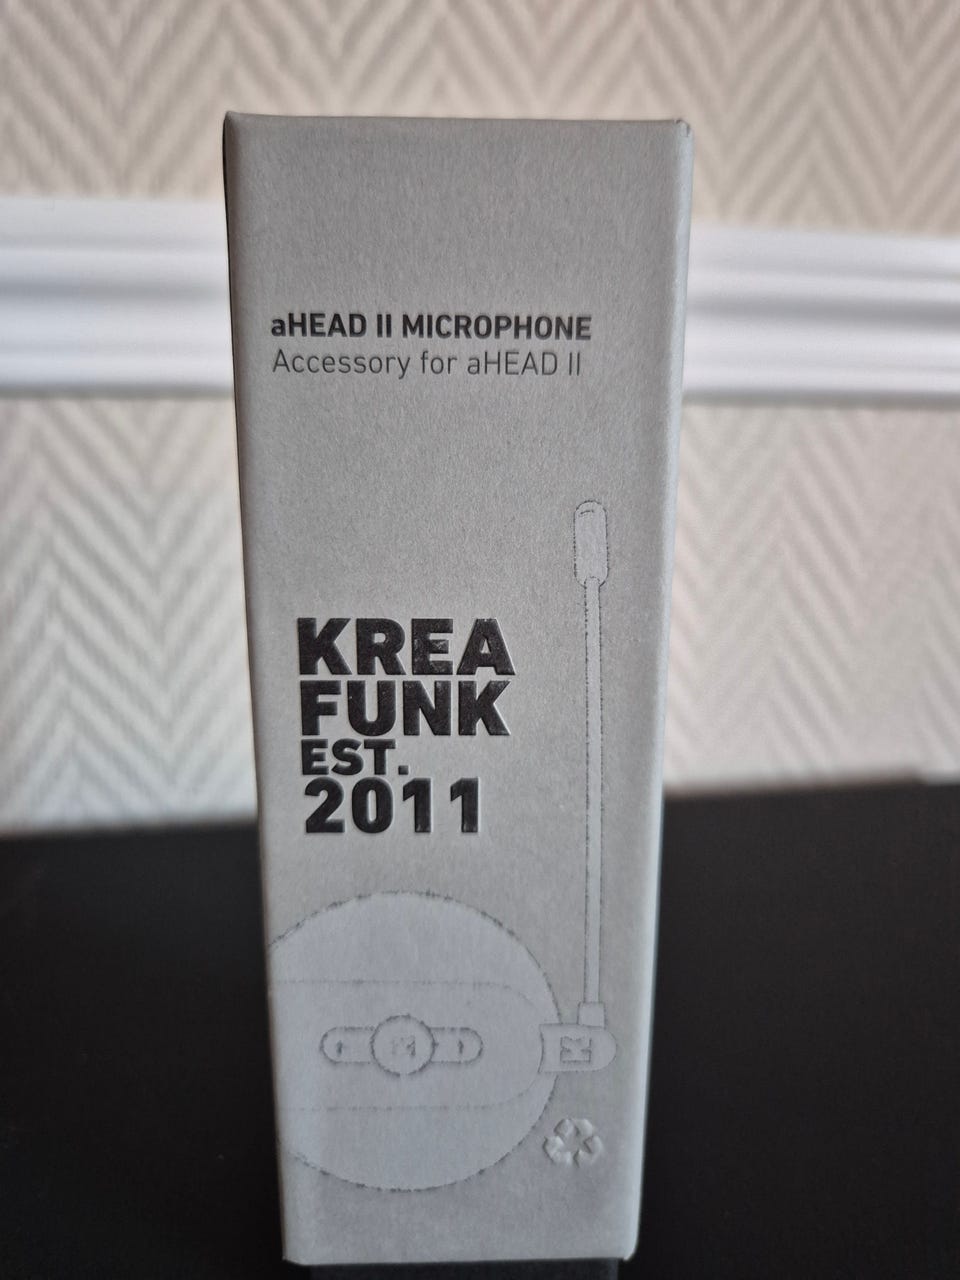 aHEAD II MICROPHONE
Accessory for aHEAD II
KREA
FUNK
EST.
2011